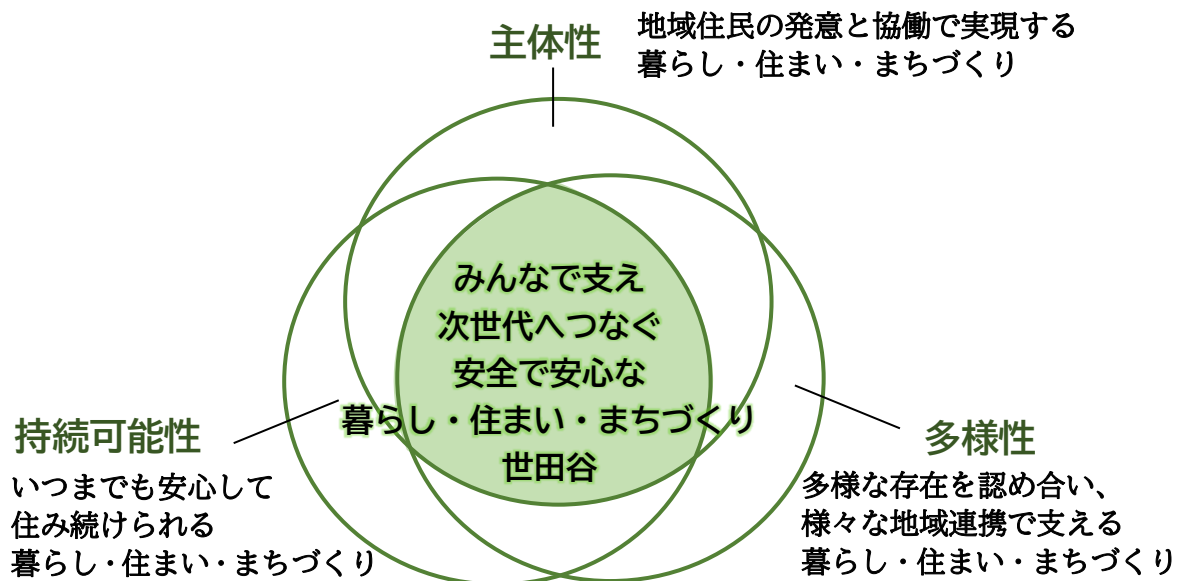 主体性
地域住民の発意と協働で実現する
暮らし・住まい・まちづくり
みんなで支え
次世代へつなぐ
安全で安心な
暮らし・住まい・まちづくり
世田谷
持続可能性
いつまでも安心して
住み続けられる
暮らし・住まい・まちづくり
多様性
多様な存在を認め合い、
様々な地域連携で支える
暮らし・住まい・まちづくり